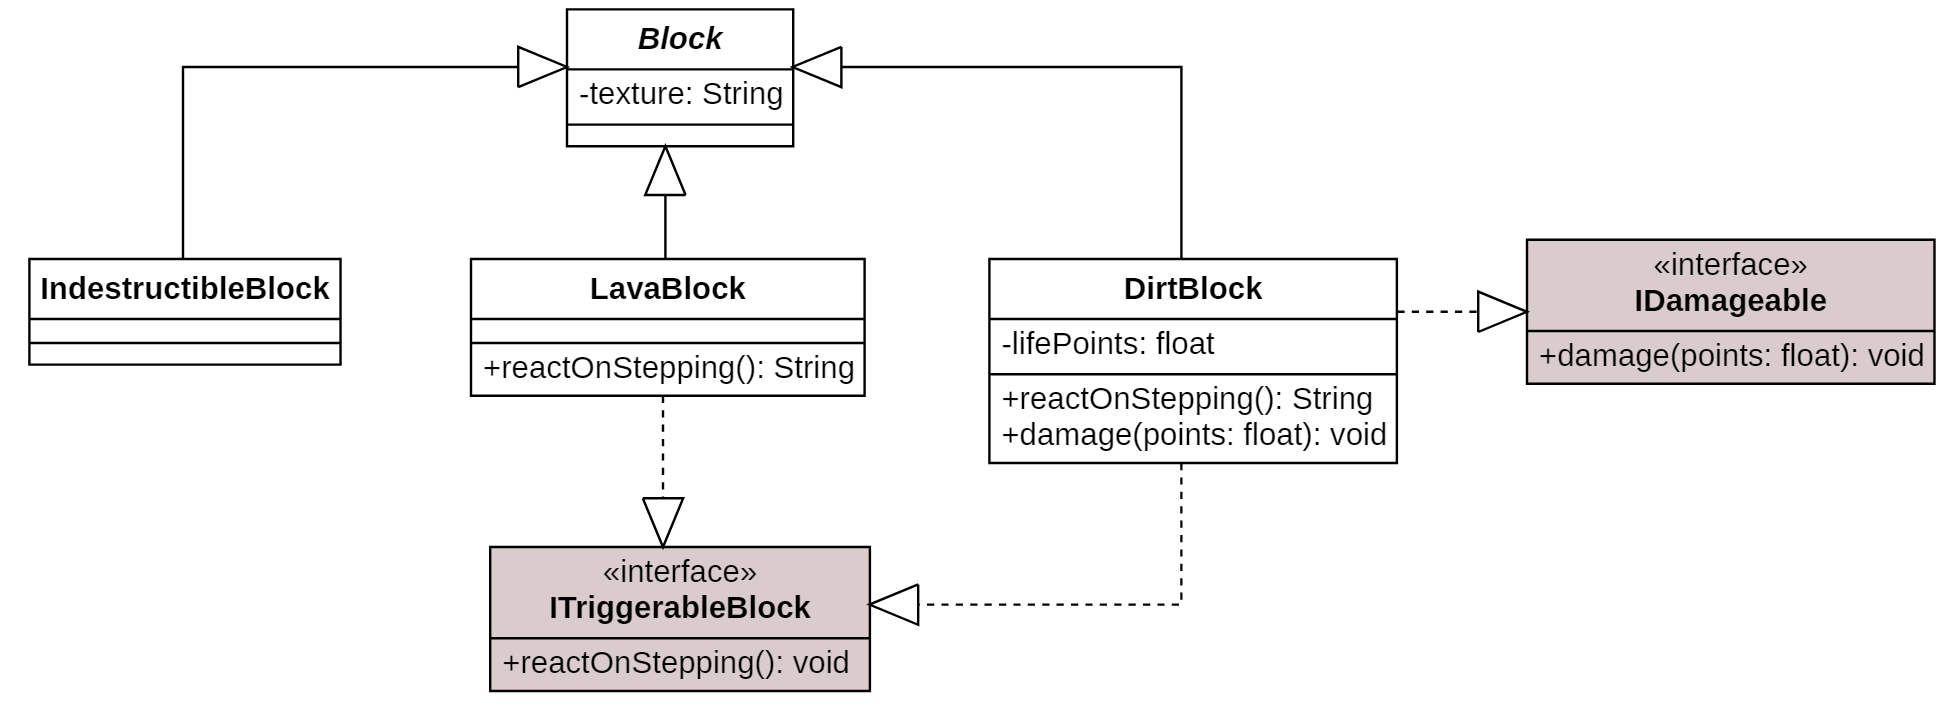 Block
-texture: String
IndestructibleBlock
LavaBlock
+reactOnStepping(): String
DirtBlock
-lifePoints: float
+reactOnStepping(): String
+damage(points: float): void
«interface»
IDamageable
+damage(points: float): void
«interface»
ITriggerableBlock
+reactOnStepping(): void